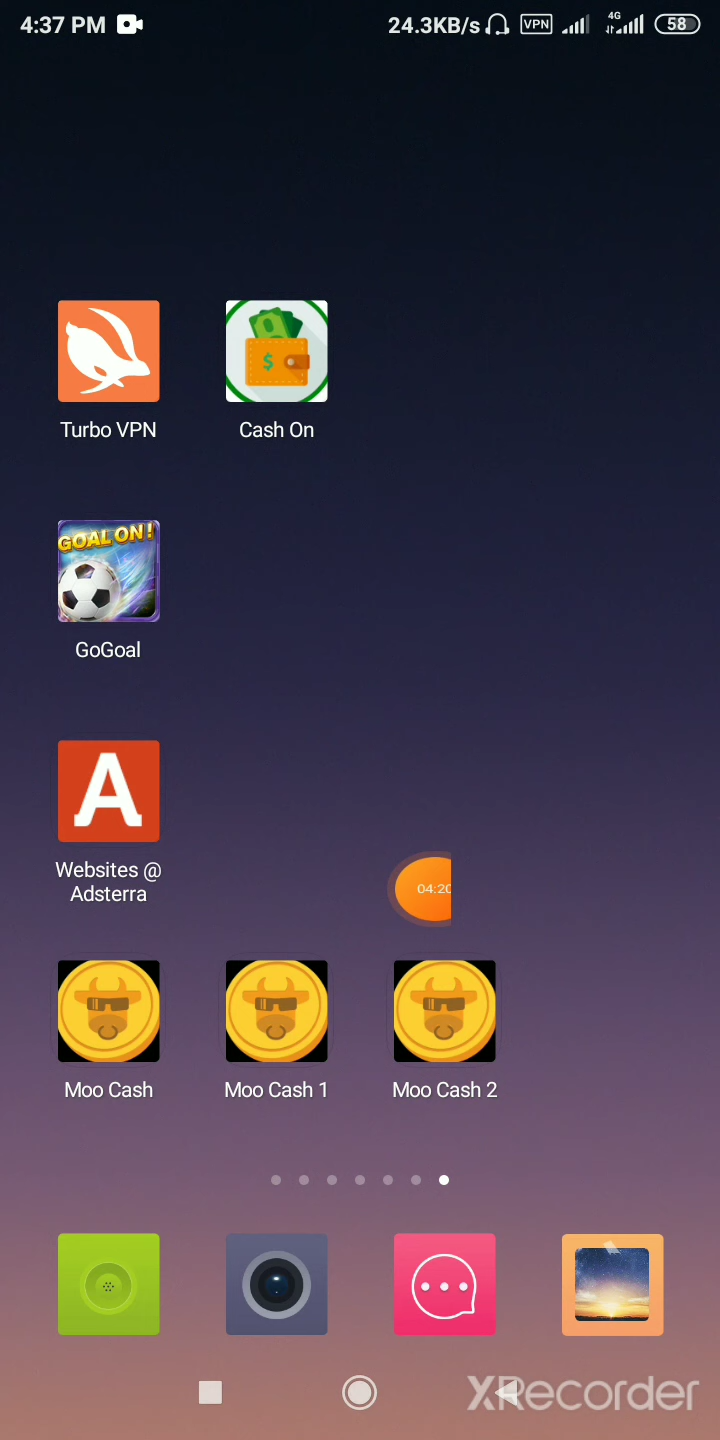 4:37 PM
24.3KB/s
VPN
4G
58
Turbo VPN
Cash On
GOAL ON!
GoGoal
A
Websites @
Adsterra
04:20
Moo Cash
Moo Cash 1
Moo Cash 2
XRecorder